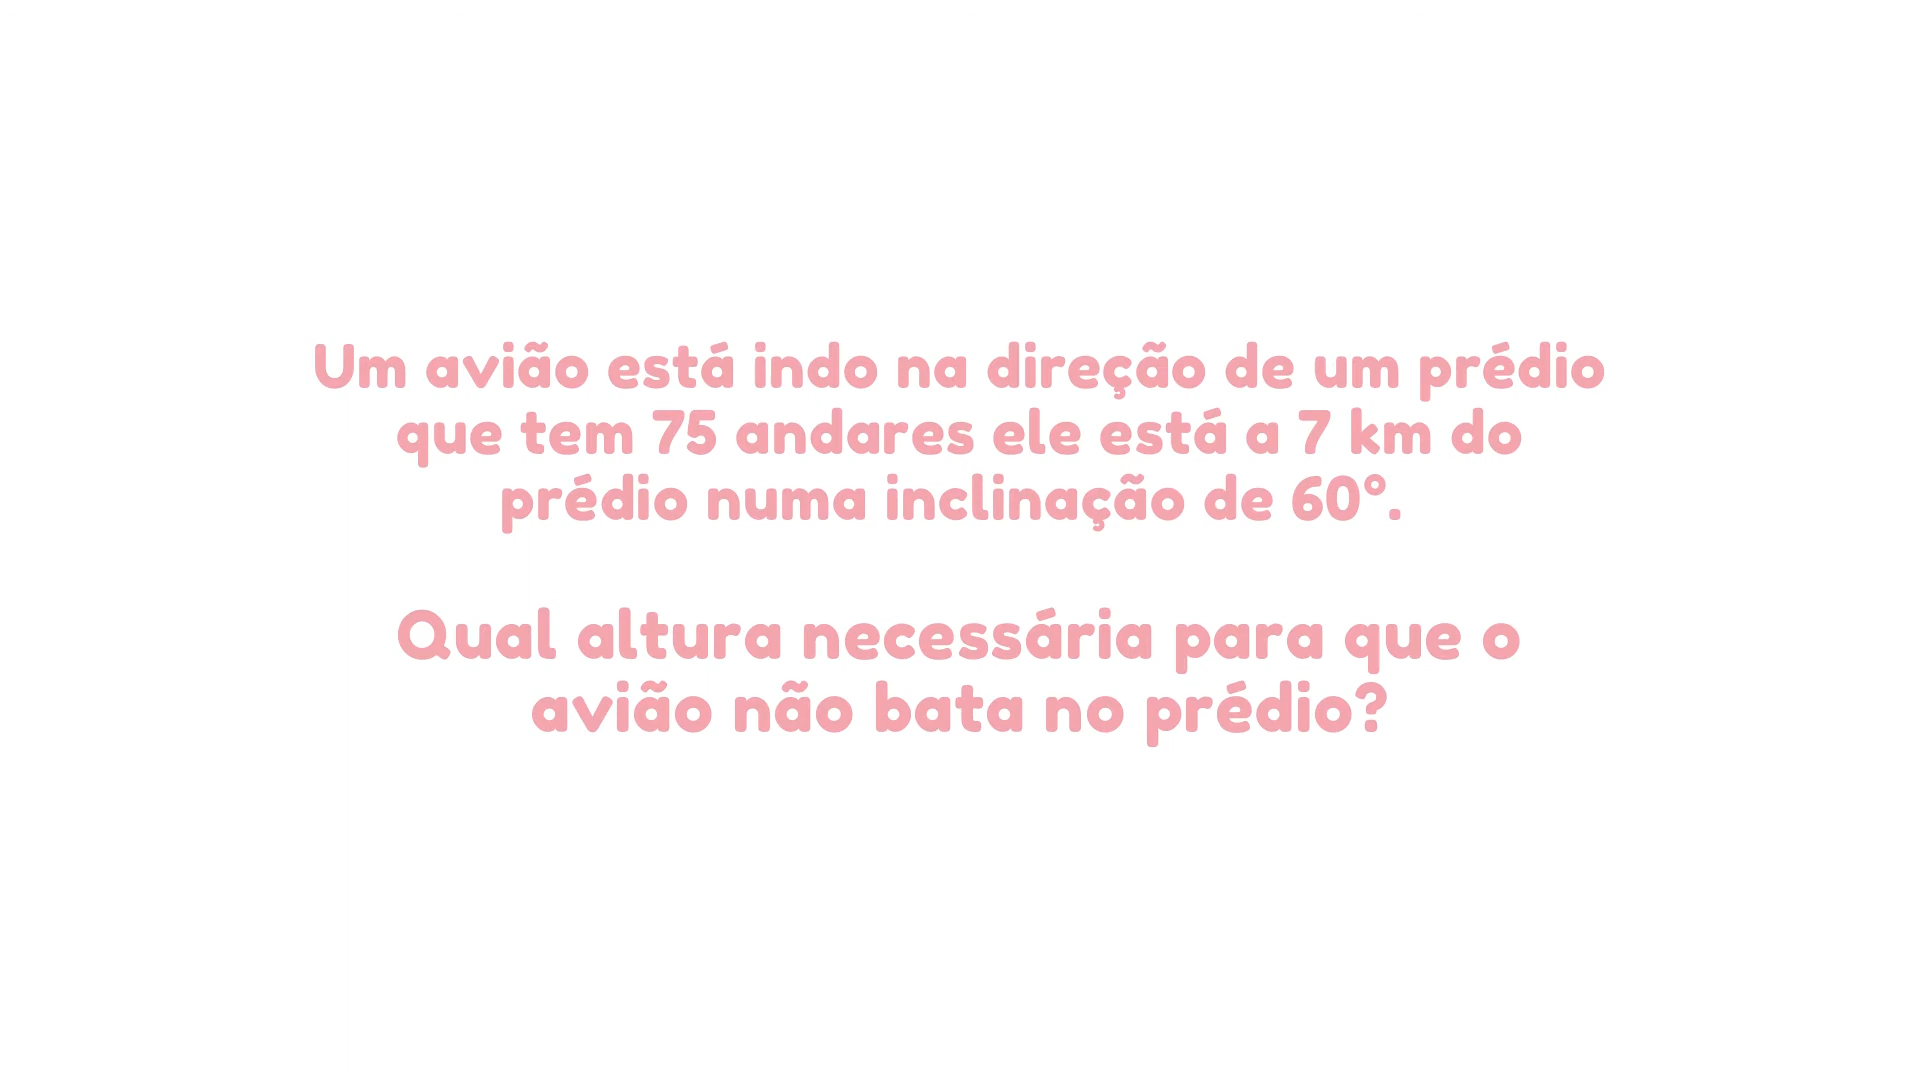 Um avião está indo na direção de um prédio
que tem 75 andares ele está a 7 km do
prédio numa inclinação de 60°.
Qual altura necessária para que o
avião não bata no prédio?